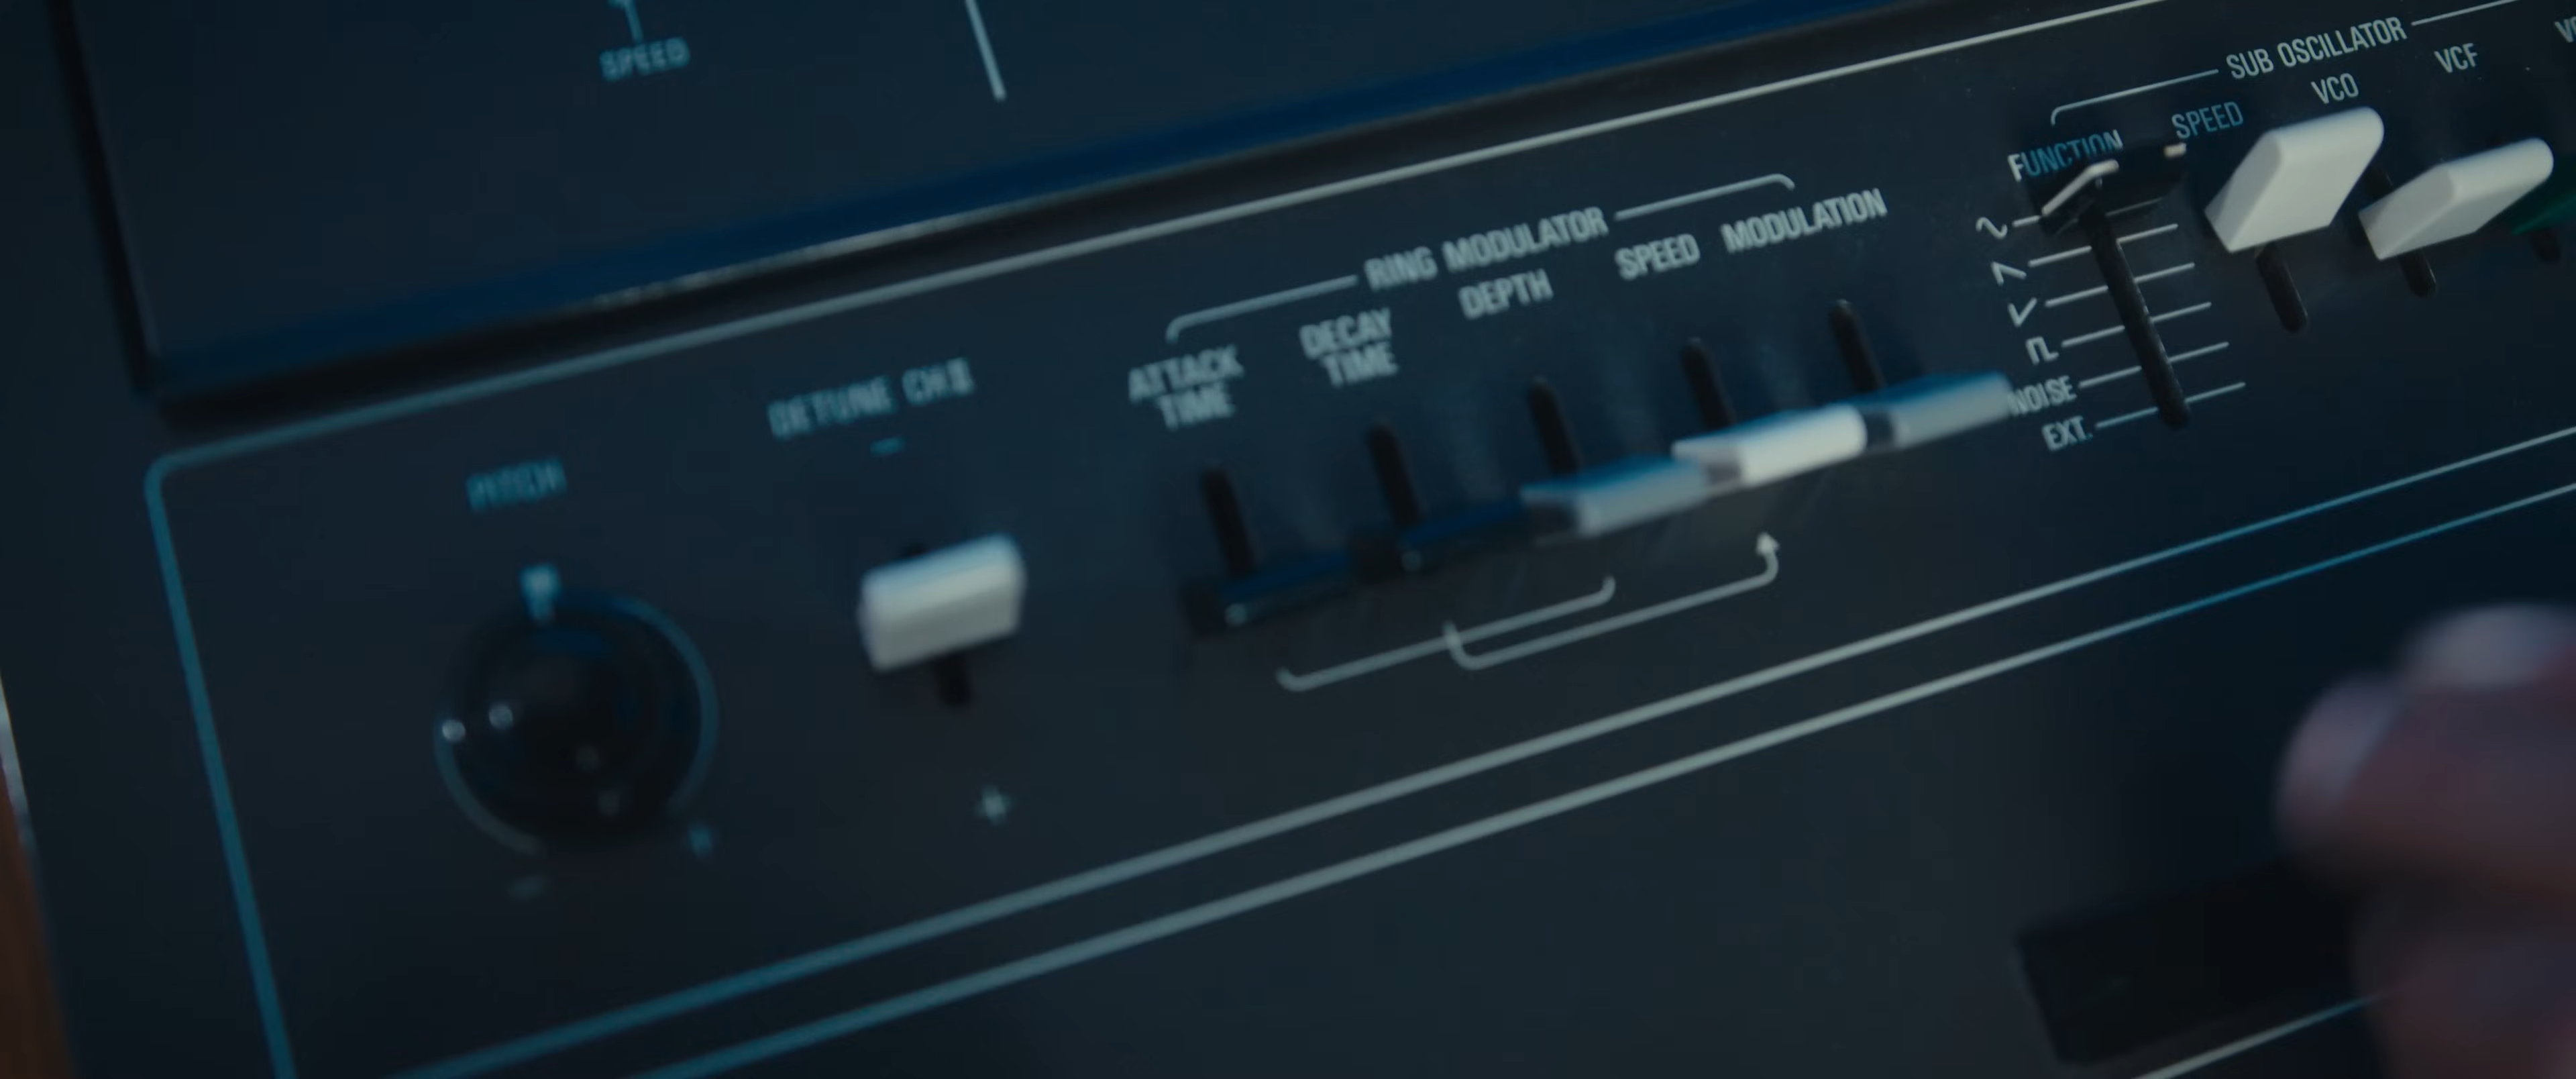 SPEED
SUB OSCILLATOR
VCO
VCF
FUNCTION
SPEED
RING MODULATOR
ATTACK
TIME
DECAY
TIME
DEPTH
SPEED
MODULATION
NOISE
EXT.
DETUNE CH.II
−
+
PITCH
−
+